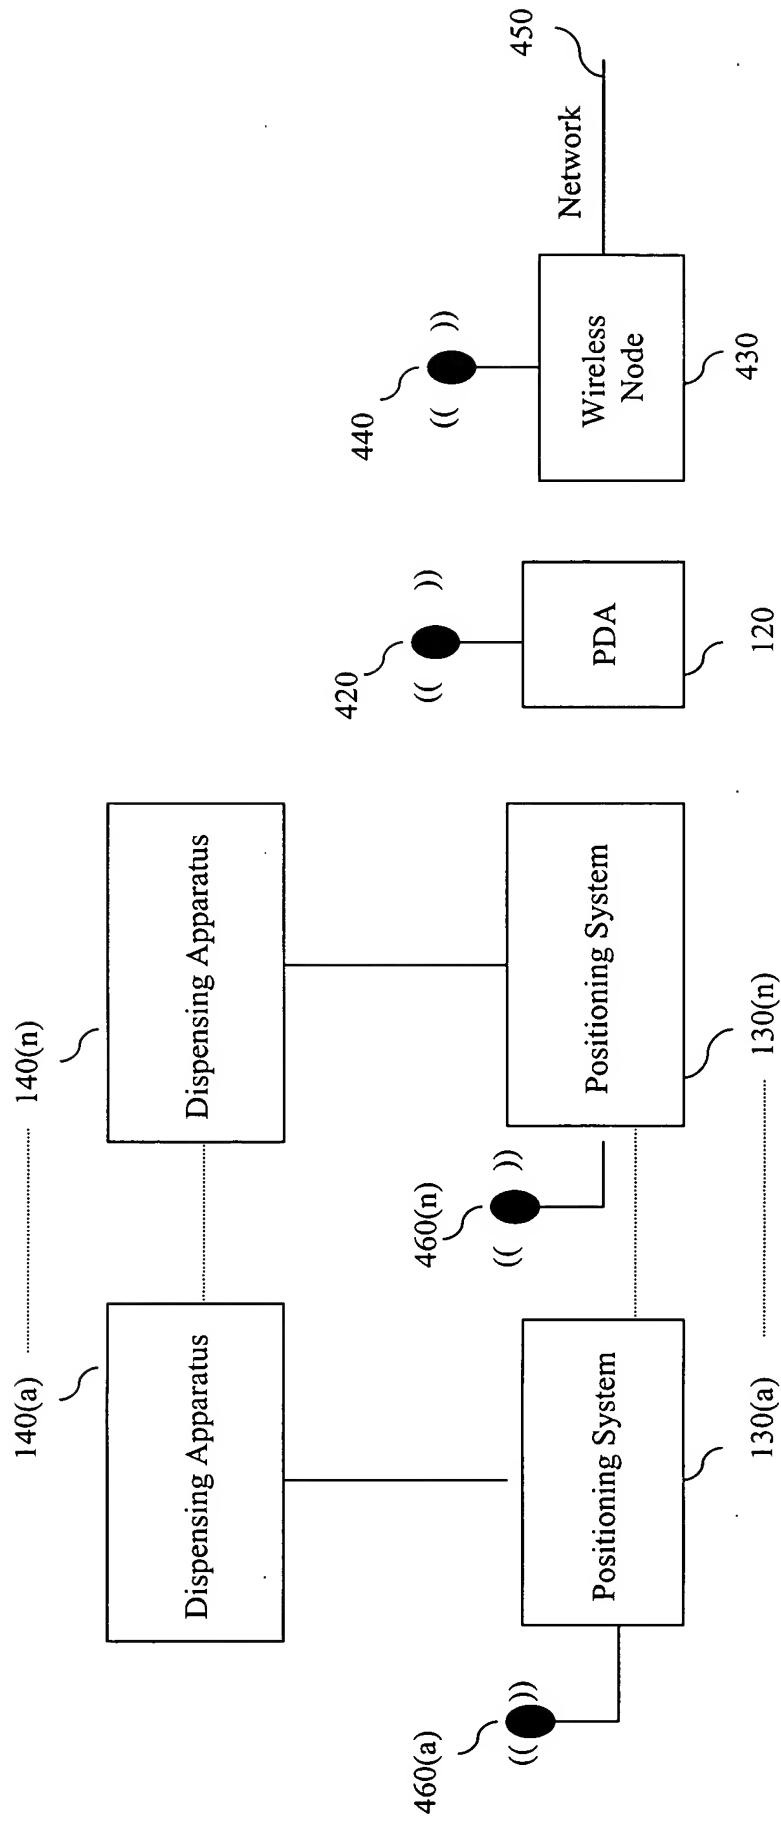 140(a)
140(n)
Dispensing Apparatus
Dispensing Apparatus
460(a)
460(n)
420
440
450
Positioning System
Positioning System
PDA
Wireless
Node
Network
130(a)
130(n)
120
430